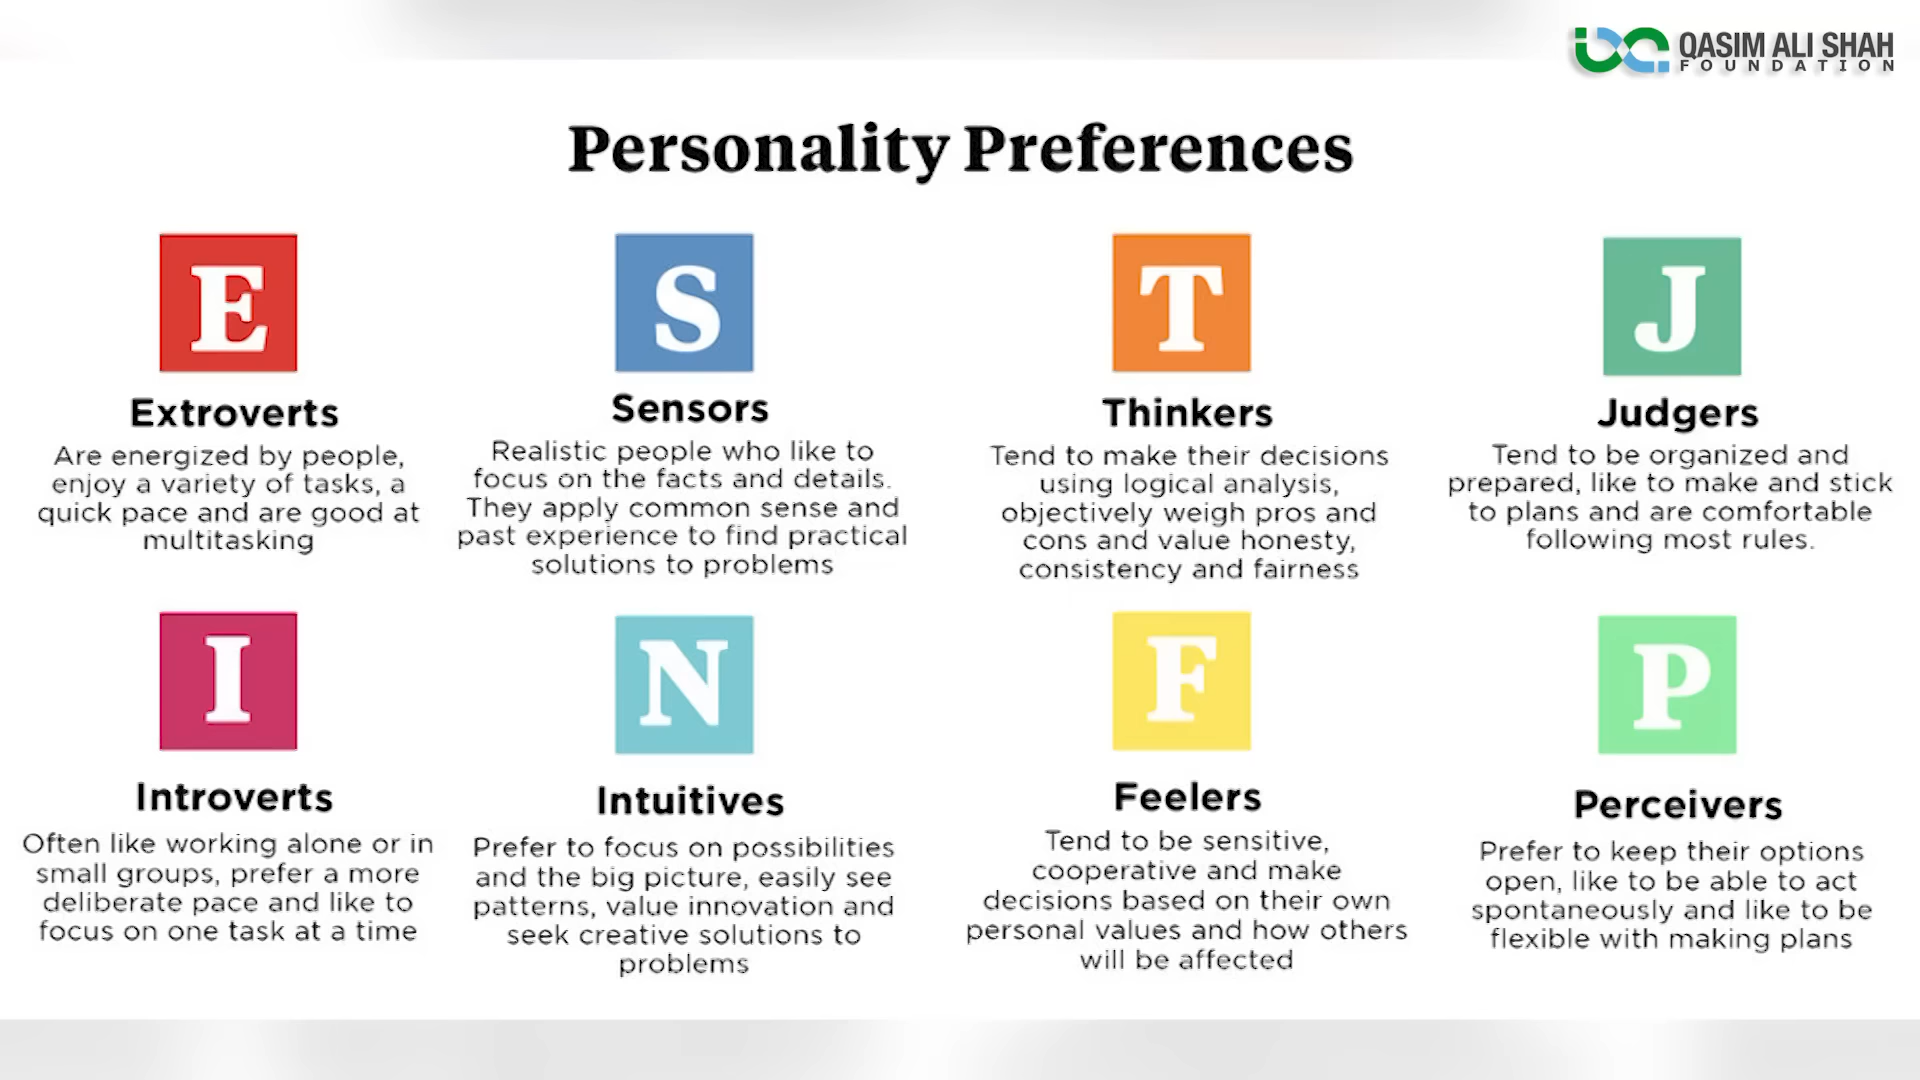 QASIM ALI SHAH
FOUNDATION
Personality Preferences
E
Extroverts
Are energized by people,
enjoy a variety of tasks, a
quick pace and are good at
multitasking
S
Sensors
Realistic people who like to
focus on the facts and details.
They apply common sense and
past experience to find practical
solutions to problems
T
Thinkers
Tend to make their decisions
using logical analysis,
objectively weigh pros and
cons and value honesty,
consistency and fairness
J
Judgers
Tend to be organized and
prepared, like to make and stick
to plans and are comfortable
following most rules.
I
Introverts
Often like working alone or in
small groups, prefer a more
deliberate pace and like to
focus on one task at a time
N
Intuitives
Prefer to focus on possibilities
and the big picture, easily see
patterns, value innovation and
seek creative solutions to
problems
F
Feelers
Tend to be sensitive,
cooperative and make
decisions based on their own
personal values and how others
will be affected
P
Perceivers
Prefer to keep their options
open, like to be able to act
spontaneously and like to be
flexible with making plans